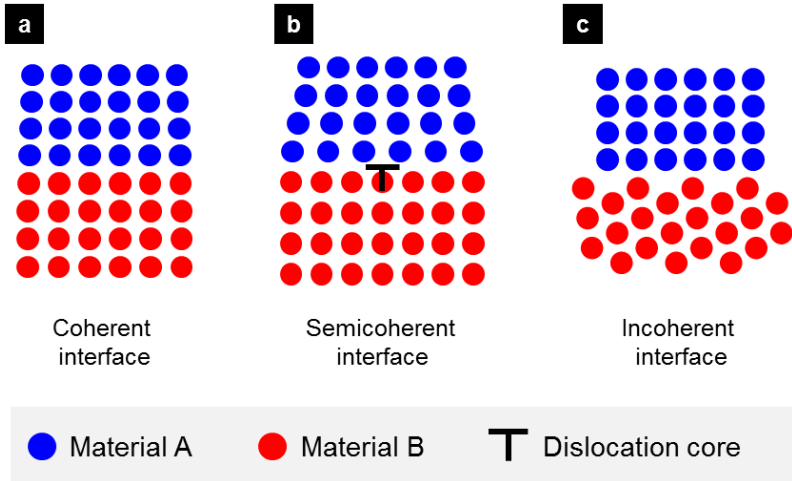 a
b
c
Coherent
interface
Semicoherent
interface
Incoherent
interface
Material A
Material B
Dislocation core